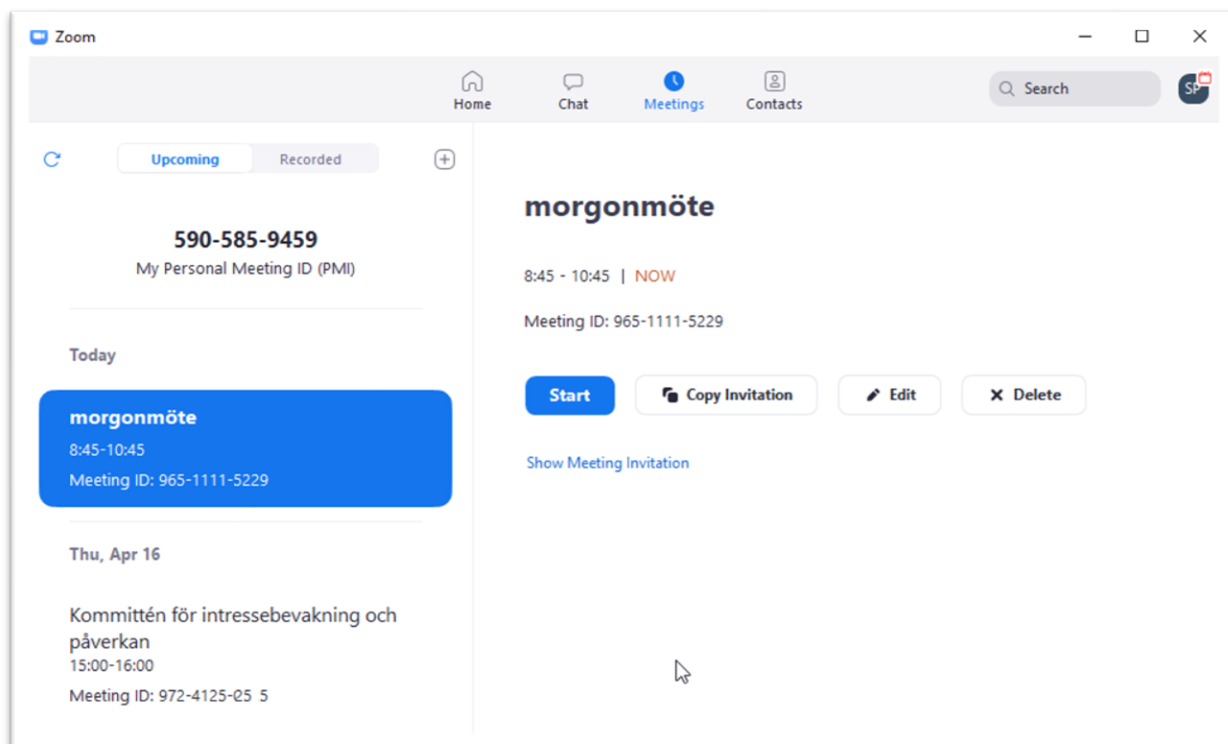 Zoom
Home Chat Meetings Contacts
Search
SP
Upcoming Recorded
590-585-9459
My Personal Meeting ID (PMI)
Today
morgonmöte
8:45-10:45
Meeting ID: 965-1111-5229
Thu, Apr 16
Kommittén för intressebevakning och
påverkan
15:00-16:00
Meeting ID: 972-4125-
morgonmöte
8:45 - 10:45 | NOW
Meeting ID: 965-1111-5229
Start Copy Invitation Edit Delete
Show Meeting Invitation